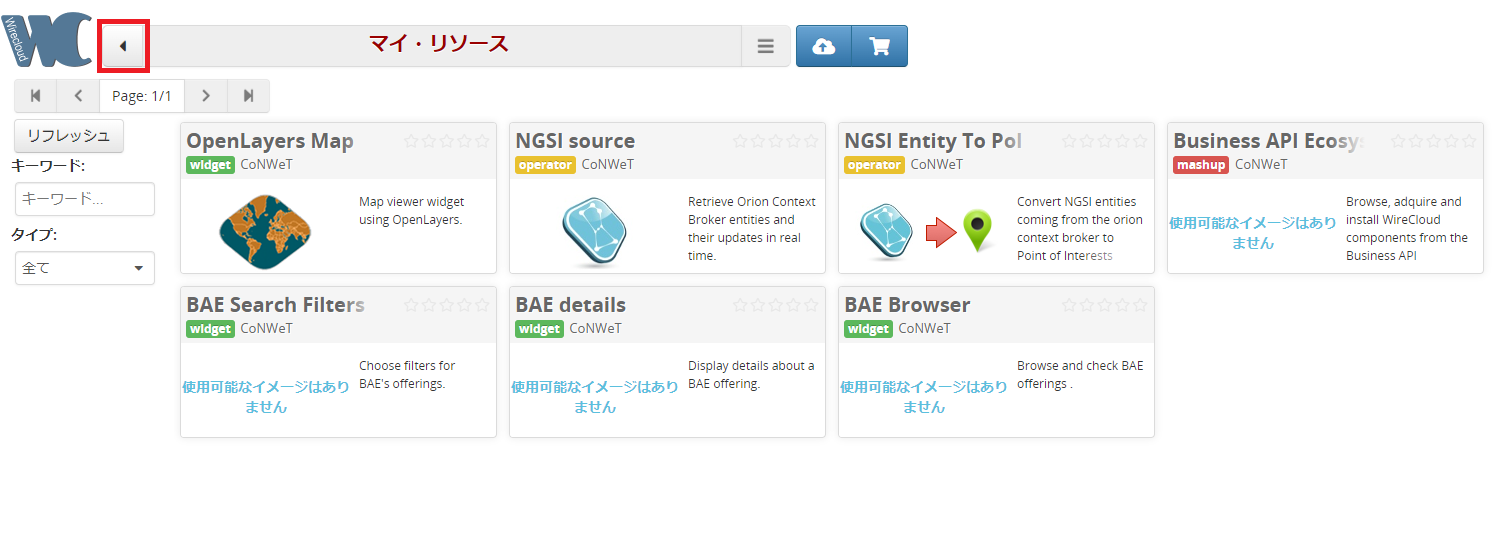 Wirecloud
WC
マイ・リソース
Page: 1/1
リフレッシュ
キーワード:
キーワード...
タイプ:
全て
OpenLayers Map
widget CoNWeT
Map viewer widget
using OpenLayers.
NGSI source
operator CoNWeT
Retrieve Orion Context
Broker entities and
their updates in real
time.
NGSI Entity To PoI
operator CoNWeT
Convert NGSI entities
coming from the orion
context broker to
Point of Interests
Business API Ecosys
mashup CoNWeT
使用可能なイメージはあり
ません
Browse, adquire and
install WireCloud
components from the
Business API
BAE Search Filters
widget CoNWeT
使用可能なイメージはあり
ません
Choose filters for
BAE's offerings.
BAE details
widget CoNWeT
使用可能なイメージはあり
ません
Display details about a
BAE offering.
BAE Browser
widget CoNWeT
使用可能なイメージはあり
ません
Browse and check BAE
offerings .